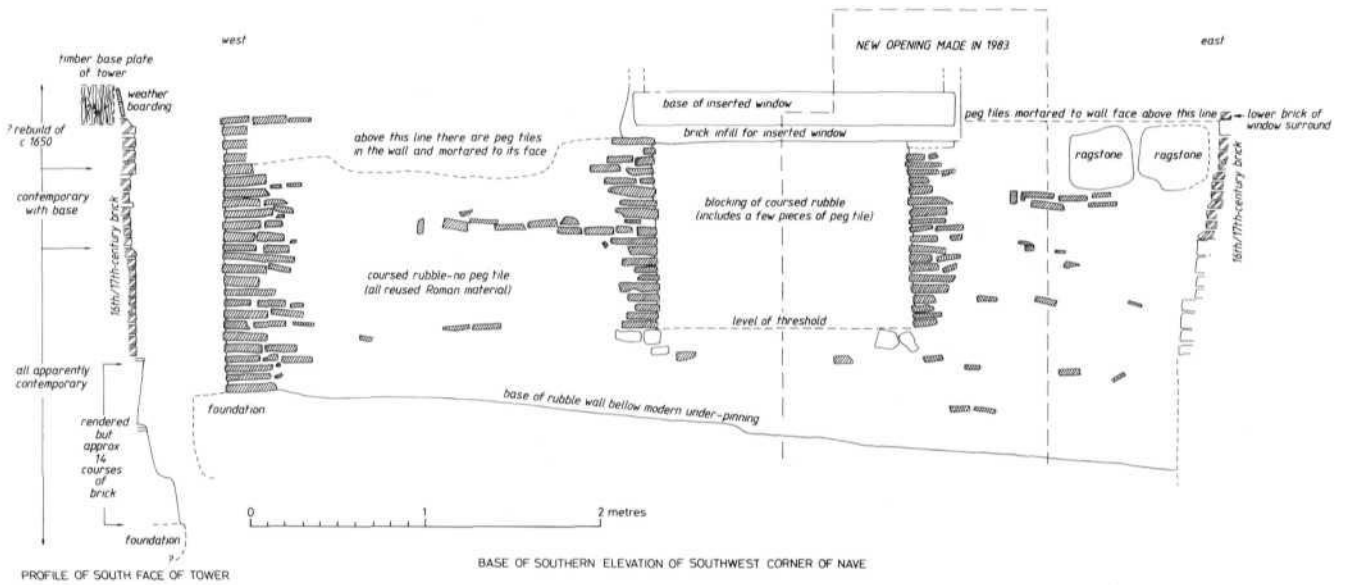 west
NEW OPENING MADE IN 1983
east
timber base plate
of tower
weather
boarding
? rebuild of
c 1650
contemporary
with base
16th/17th-century brick
all apparently
contemporary
rendered
but
approx
14
courses
of
brick
foundation
?
PROFILE OF SOUTH FACE OF TOWER
above this line there are peg tiles
in the wall and mortared to its face
base of inserted window
brick infill for inserted window
peg tiles mortared to wall face above this line
lower brick of
window surround
ragstone
ragstone
16th/17th-century brick
blocking of coursed rubble
(includes a few pieces of peg tile)
coursed rubble-no peg tile
(all reused Roman material)
level of threshold
foundation
base of rubble wall bellow modern under-pinning
0
1
2 metres
BASE OF SOUTHERN ELEVATION OF SOUTHWEST CORNER OF NAVE